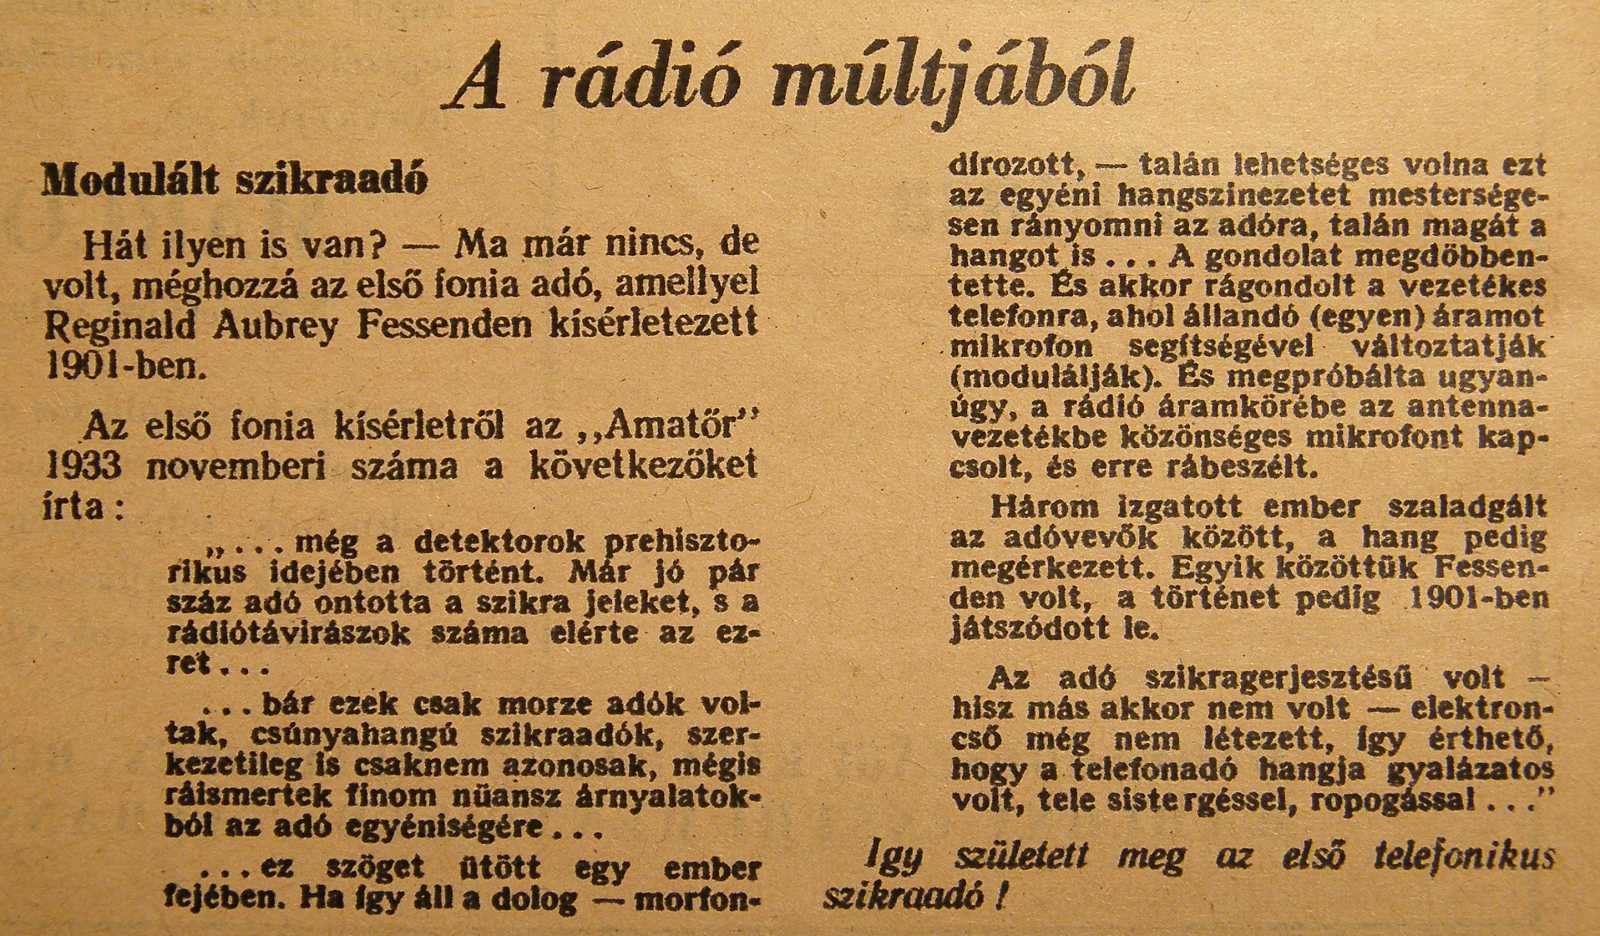 A rádió múltjából
Modulált szikraadó
Hát ilyen is van? — Ma már nincs, de
volt, méghozzá az első fonia adó, amellyel
Reginald Aubrey Fessenden kísérletezett
1901-ben.
Az első fonia kísérletről az ,,Amatőr”
1933 novemberi száma a következőket
írta :
„... még a detektorok prehiszto-
rikus idejében történt. Már jó pár
száz adó ontotta a szikra jeleket, s a
rádiótávirászok száma elérte az ez-
ret...
...bár ezek csak morze adók vol-
tak, csúnyahangú szikraadók, szer-
kezetileg is csaknem azonosak, mégis
ráismertek finom nüansz árnyalatok-
ból az adó egyéniségére...
...ez szöget ütött egy ember
fejében. Ha így áll a dolog — morfon-
dírozott, — talán lehetséges volna ezt
az egyéni hangszinezetet mestersége-
sen rányomni az adóra, talán magát a
hangot is... A gondolat megdöbben-
tette. És akkor rágondolt a vezetékes
telefonra, ahol állandó (egyen) áramot
mikrofon segítségével változtatják
(modulálják). És megpróbálta ugyan-
úgy, a rádió áramkörébe az antenna-
vezetékbe közönséges mikrofont kap-
csolt, és erre rábeszélt.
Három izgatott ember szaladgált
az adóvevők között, a hang pedig
megérkezett. Egyik közöttük Fessen-
den volt, a történet pedig 1901-ben
játszódott le.
Az adó szikragerjesztésű volt —
hisz más akkor nem volt — elektron-
cső még nem létezett, így érthető,
hogy a telefonadó hangja gyalázatos
volt, tele sistergéssel, ropogással...”
Igy született meg az első telefonikus
szikraadó !